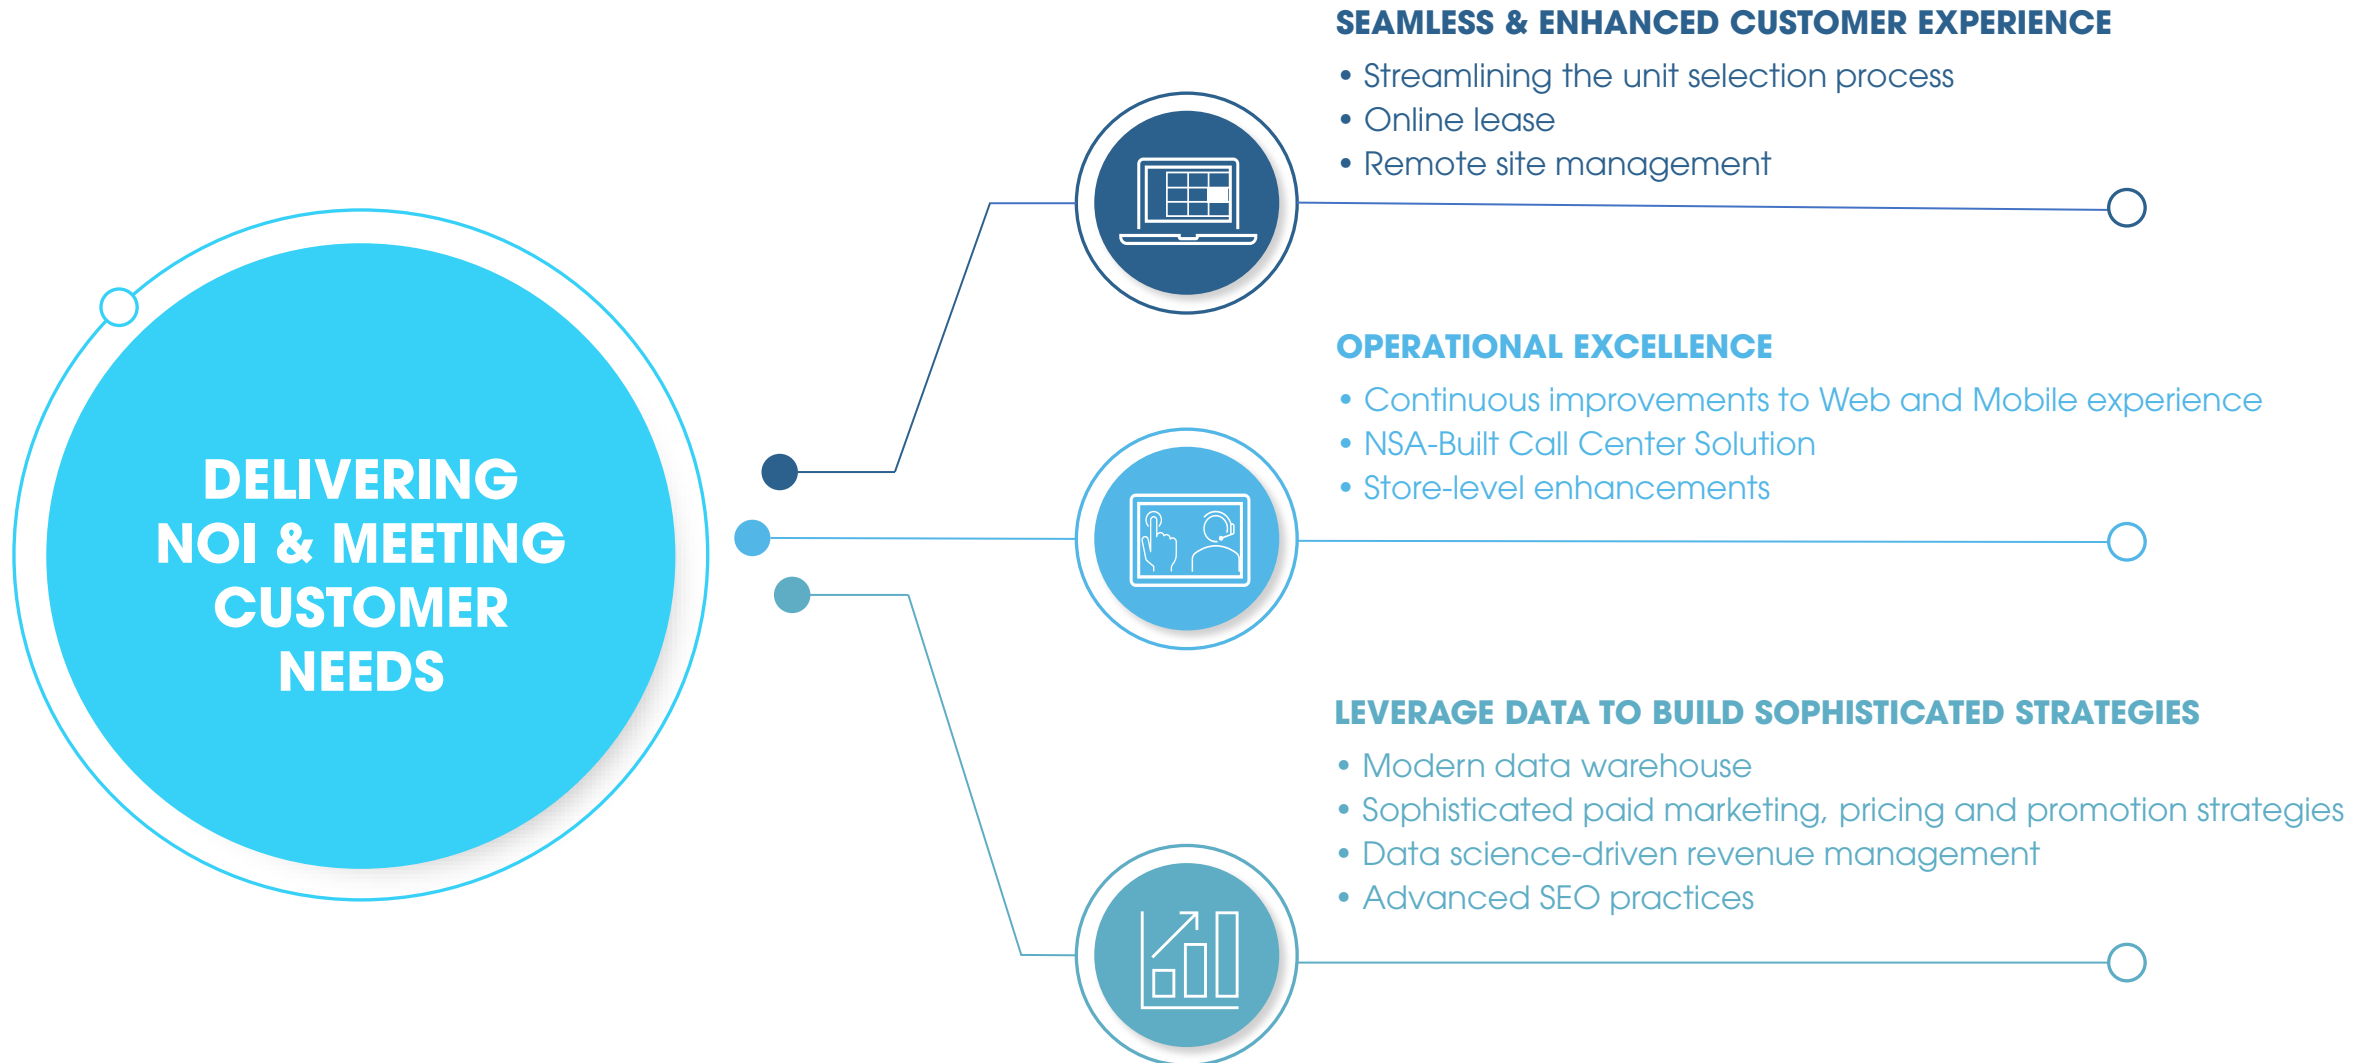 DELIVERING
NOI & MEETING
CUSTOMER
NEEDS
SEAMLESS & ENHANCED CUSTOMER EXPERIENCE
• Streamlining the unit selection process
• Online lease
• Remote site management
OPERATIONAL EXCELLENCE
• Continuous improvements to Web and Mobile experience
• NSA-Built Call Center Solution
• Store-level enhancements
LEVERAGE DATA TO BUILD SOPHISTICATED STRATEGIES
• Modern data warehouse
• Sophisticated paid marketing, pricing and promotion strategies
• Data science-driven revenue management
• Advanced SEO practices